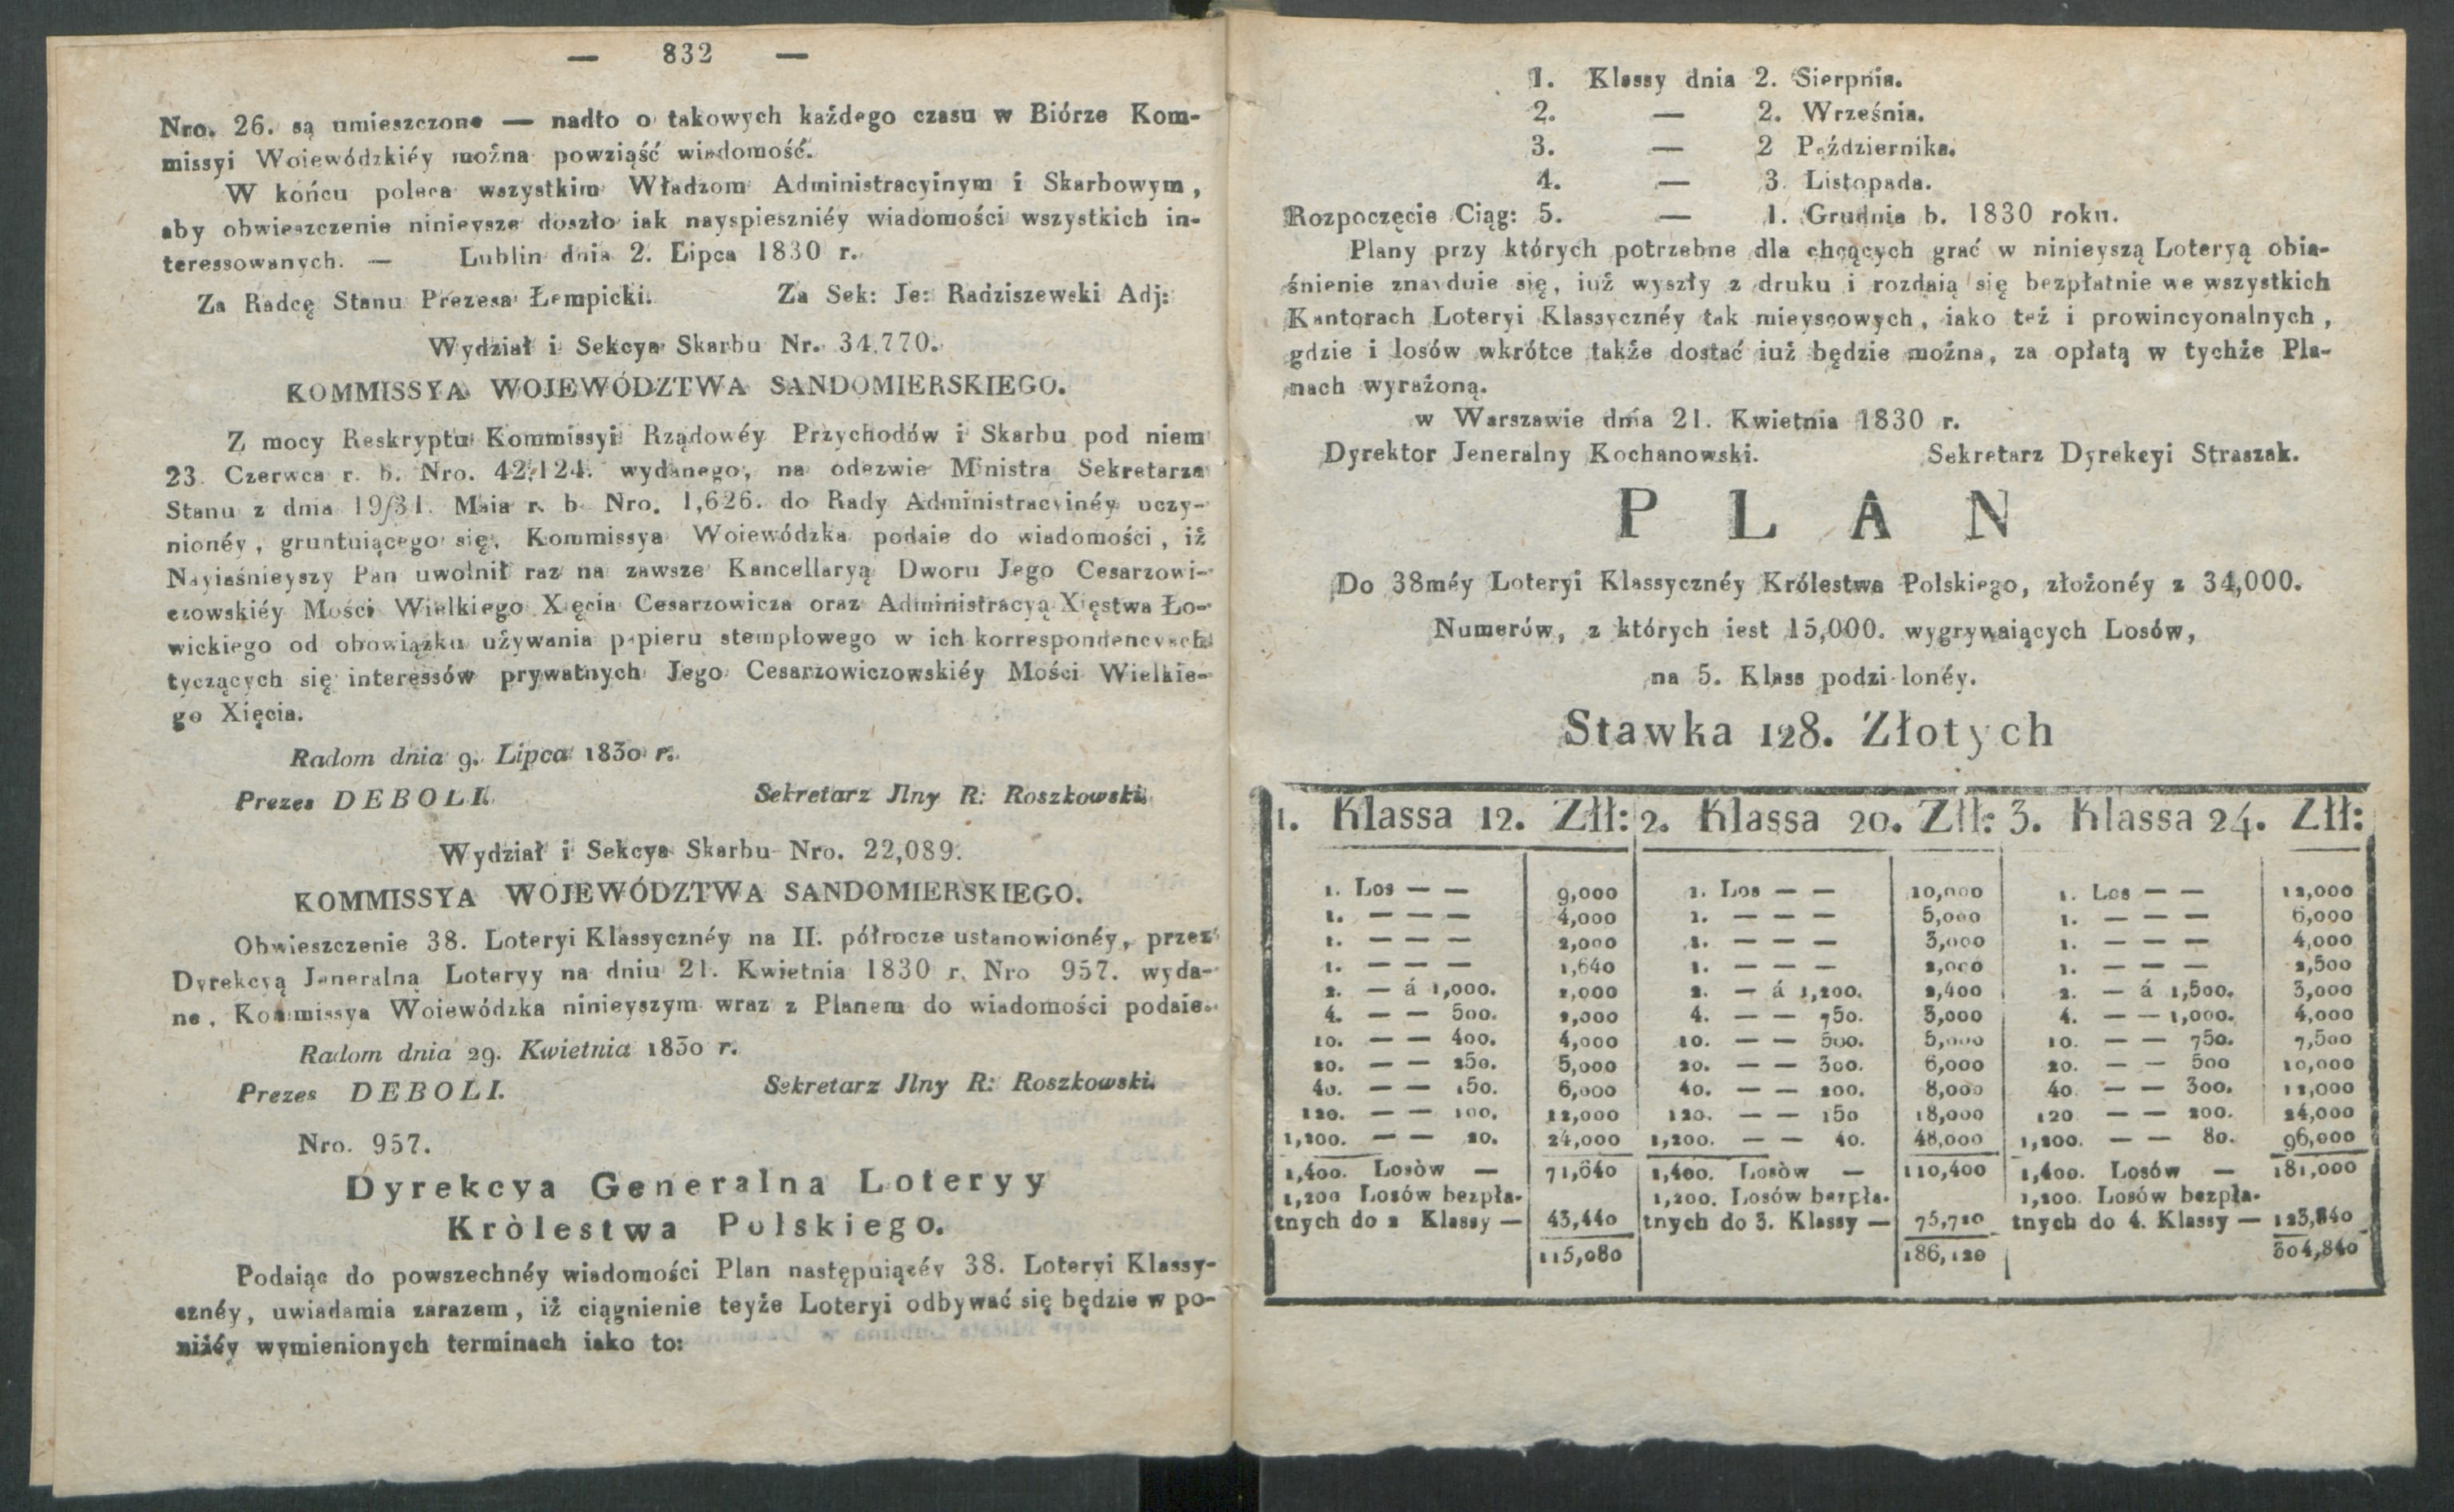 — 832 —
Nro. 26. są umieszczone — nadto o takowych każdego czasu w Biórze Kom-
missyi Woiewódzkiéy można powziąść wiadomość.
W końcu poleca wszystkim Władzom Administracyinym i Skarbowym,
aby obwieszczenie ninieysze doszło iak nayspieszniéy wiadomości wszystkich in-
teressowanych. — Lublin dnia 2. Lipca 1830 r.
Za Radcę Stanu Prezesa Łempicki. Za Sek: Je: Radziszewski Adj:
Wydział i Sekcya Skarbu Nr. 34,770.
KOMMISSYA WOJEWÓDZTWA SANDOMIERSKIEGO.
Z mocy Reskryptu Kommissyi Rządowéy Przychodów i Skarbu pod niem
23. Czerwca r. b. Nro. 42,124. wydanego, na odezwie Ministra Sekretarza
Stanu z dnia 19/31. Maia r. b. Nro. 1,626. do Rady Administracyinéy uczy-
nionéy, gruntuiącego się, Kommissya Woiewódzka podaie do wiadomości, iż
Nayiaśnieyszy Pan uwolnił raz na zawsze Kancellaryą Dworu Jego Cesarzowi-
czowskiéy Mości Wielkiego Xięcia Cesarzowicza oraz Administracyą Xięstwa Ło-
wickiego od obowiązku używania papieru stemplowego w ich korrespondencyach
tyczących się interessów prywatnych Jego Cesarzowiczowskiéy Mości Wielkie-
go Xięcia.
Radom dnia 9. Lipca 1830 r.
Prezes DEBOLI. Sekretarz Jlny R: Roszkowski.
Wydział i Sekcya Skarbu Nro. 22,089.
KOMMISSYA WOJEWÓDZTWA SANDOMIERSKIEGO.
Obwieszczenie 38. Loteryi Klassycznéy na II. półrocze ustanowionéy, przez
Dyrekcyą Jeneralną Loteryy na dniu 21. Kwietnia 1830 r. Nro 957. wyda-
ne, Kommissya Woiewódzka ninieyszym wraz z Planem do wiadomości podaie.
Radom dnia 29. Kwietnia 1830 r.
Prezes DEBOLI. Sekretarz Jlny R: Roszkowski.
Nro. 957.
Dyrekcya Generalna Loteryy
Królestwa Polskiego.
Podaiąc do powszechnéy wiadomości Plan następuiącéy 38. Loteryi Klassy-
cznéy, uwiadamia zarazem, iż ciągnienie teyże Loteryi odbywać się będzie w po-
niżéy wymienionych terminach iako to:
1. Klassy dnia 2. Sierpnia.
2. — 2. Września.
3. — 2 Października.
4. — 3. Listopada.
Rozpoczęcie Ciąg: 5. — 1. Grudnia b. 1830 roku.
Plany przy których potrzebne dla chcących grać w ninieyszą Loteryą obia-
śnienie znayduie się, iuż wyszły z druku i rozdaią się bezpłatnie we wszystkich
Kantorach Loteryi Klassycznéy tak mieyscowych, iako też i prowincyonalnych,
gdzie i losów wkrótce także dostać iuż będzie można, za opłatą w tychże Pla-
nach wyrażoną.
w Warszawie dnia 21. Kwietnia 1830 r.
Dyrektor Jeneralny Kochanowski. Sekretarz Dyrekcyi Straszak.
PLAN
Do 38méy Loteryi Klassycznéy Królestwa Polskiego, złożonéy z 34,000.
Numerów, z których iest 15,000. wygrywaiących Losów,
na 5. Klass podzi lonéy.
Stawka 128. Złotych
1. Klassa 12. Złł: 2. Klassa 20. Złł: 3. Klassa 24. Złł:
1. Los — — 9,000 1. Los — — 10,000 1. Los — — 12,000
1. — — — 4,000 1. — — — 5,000 1. — — — 6,000
1. — — — 2,000 1. — — — 3,000 1. — — — 4,000
1. — — — 1,640 1. — — — 2,000 1. — — — 2,500
2. — á 1,000. 2,000 2. — á 1,200. 2,400 2. — á 1,500. 3,000
4. — — 500. 2,000 4. — — 750. 3,000 4. — — 1,000. 4,000
10. — — 400. 4,000 10. — — 500. 5,000 10. — — 750. 7,500
20. — — 250. 5,000 20. — — 300. 6,000 20. — — 500 10,000
40. — — 150. 6,000 40. — — 200. 8,000 40 — — 300. 12,000
120. — — 100. 12,000 120. — — 150 18,000 120 — — 200. 24,000
1,200. — — 20. 24,000 1,200. — — 40. 48,000 1,200. — — 80. 96,000
1,400. Losów — 71,640 1,400. Losòw — 110,400 1,400. Losów — 181,000
1,200 Losów bezpła- 1,200. Losów bezpła- 1,200. Losów bezpła-
tnych do 2 Klassy — 43,440 tnych do 3. Klassy — 75,720 tnych do 4. Klassy — 123,840
115,080 186,120 304,840